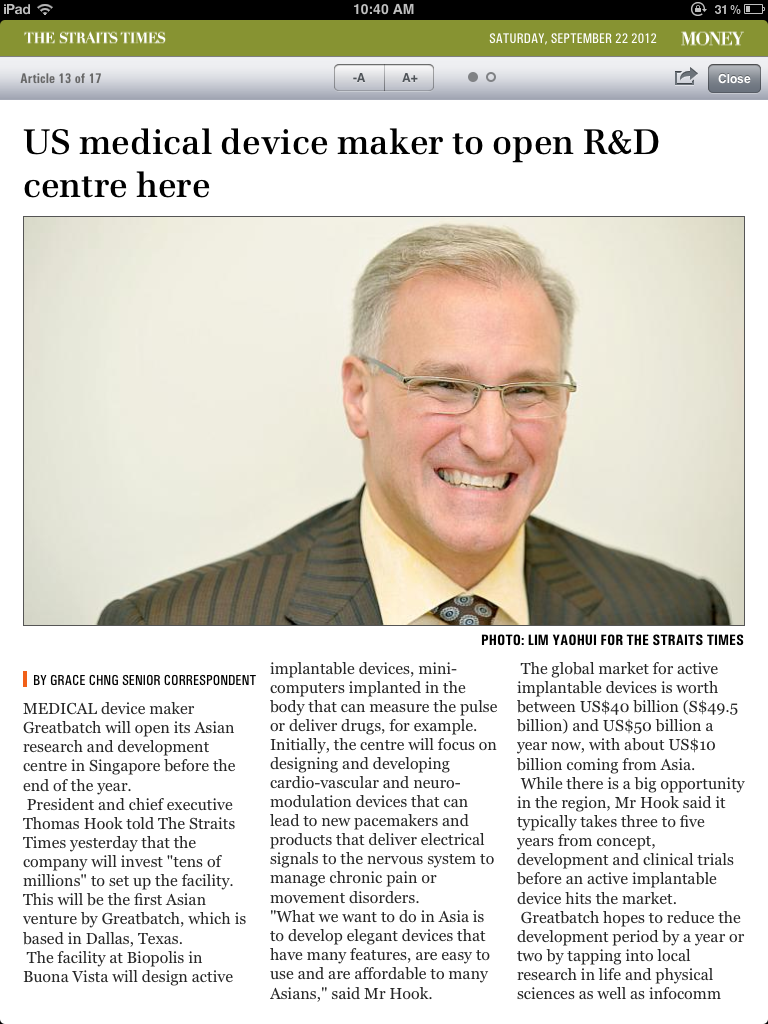 iPad
10:40 AM
31%
THE STRAITS TIMES
SATURDAY, SEPTEMBER 22 2012
MONEY
Article 13 of 17
-A
A+
Close
US medical device maker to open R&D
centre here
PHOTO: LIM YAOHUI FOR THE STRAITS TIMES
BY GRACE CHNG SENIOR CORRESPONDENT
MEDICAL device maker
Greatbatch will open its Asian
research and development
centre in Singapore before the
end of the year.
President and chief executive
Thomas Hook told The Straits
Times yesterday that the
company will invest "tens of
millions" to set up the facility.
This will be the first Asian
venture by Greatbatch, which is
based in Dallas, Texas.
The facility at Biopolis in
Buona Vista will design active
implantable devices, mini-
computers implanted in the
body that can measure the pulse
or deliver drugs, for example.
Initially, the centre will focus on
designing and developing
cardio-vascular and neuro-
modulation devices that can
lead to new pacemakers and
products that deliver electrical
signals to the nervous system to
manage chronic pain or
movement disorders.
"What we want to do in Asia is
to develop elegant devices that
have many features, are easy to
use and are affordable to many
Asians," said Mr Hook.
The global market for active
implantable devices is worth
between US$40 billion (S$49.5
billion) and US$50 billion a
year now, with about US$10
billion coming from Asia.
While there is a big opportunity
in the region, Mr Hook said it
typically takes three to five
years from concept,
development and clinical trials
before an active implantable
device hits the market.
Greatbatch hopes to reduce the
development period by a year or
two by tapping into local
research in life and physical
sciences as well as infocomm